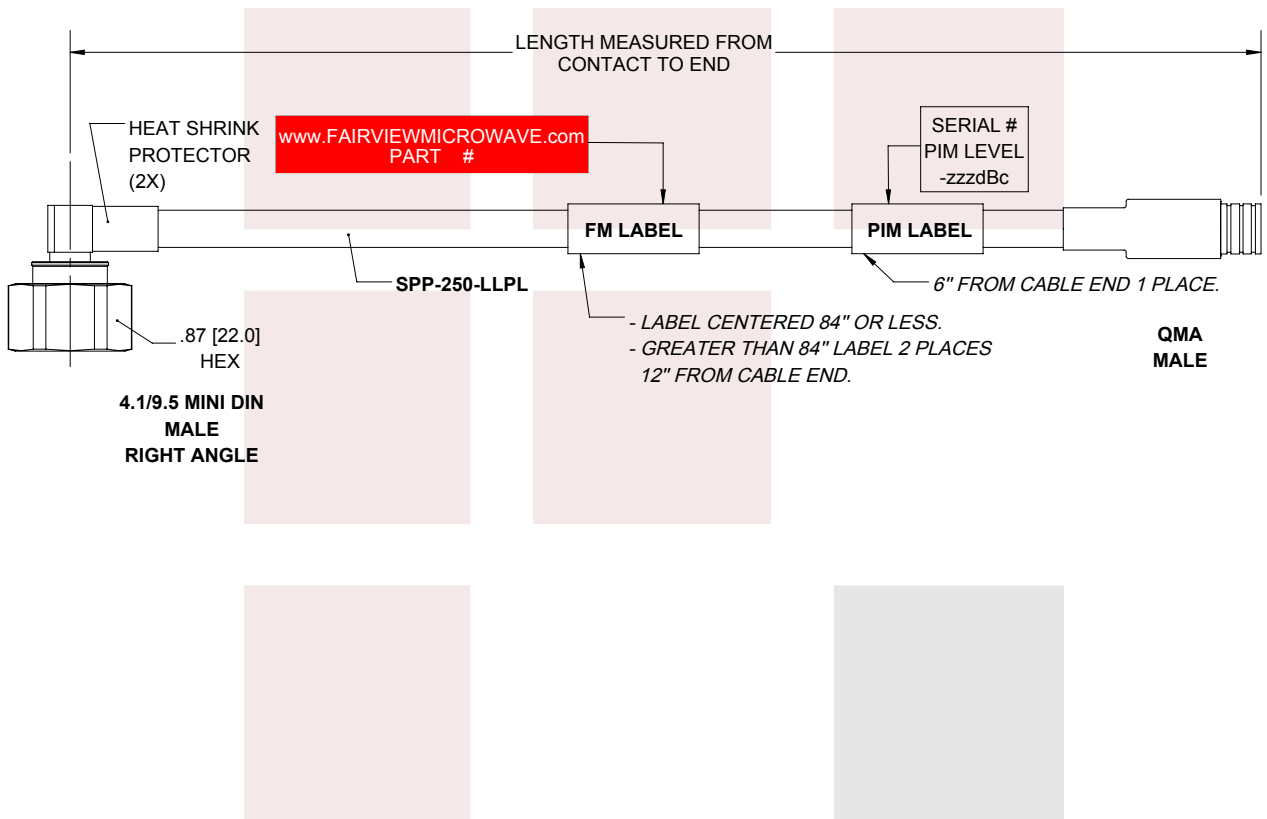 LENGTH MEASURED FROM
CONTACT TO END
HEAT SHRINK
PROTECTOR
(2X)
www.FAIRVIEWMICROWAVE.com
PART #
SERIAL #
PIM LEVEL
-zzzdBc
FM LABEL
PIM LABEL
SPP-250-LLPL
6" FROM CABLE END 1 PLACE.
- LABEL CENTERED 84" OR LESS.
- GREATER THAN 84" LABEL 2 PLACES
12" FROM CABLE END.
.87 [22.0]
HEX
QMA
MALE
4.1/9.5 MINI DIN
MALE
RIGHT ANGLE